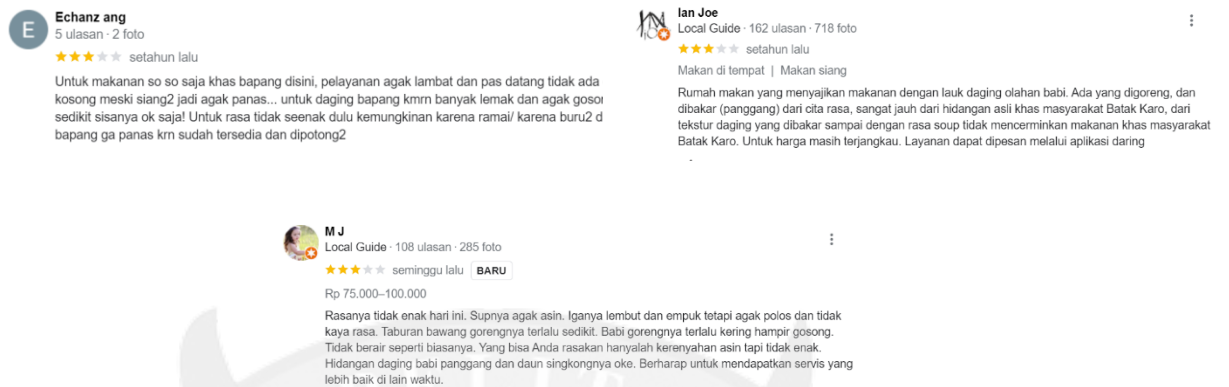 E
Echanz ang
5 ulasan · 2 foto
setahun lalu
Untuk makanan so so saja khas bapang disini, pelayanan agak lambat dan pas datang tidak ada
kosong meski siang2 jadi agak panas... untuk daging bapang kmrn banyak lemak dan agak
sedikit sisanya ok saja! Untuk rasa tidak seenak dulu kemungkinan karena ramai/ karena buru2 d
bapang ga panas krn sudah tersedia dan dipotong2
Ian Joe
Local Guide · 162 ulasan · 718 foto
setahun lalu
Makan di tempat | Makan siang
Rumah makan yang menyajikan makanan dengan lauk daging olahan babi. Ada yang digoreng, dan
dibakar (panggang) dari cita rasa, sangat jauh dari hidangan asli khas masyarakat Batak Karo, dari
tekstur daging yang dibakar sampai dengan rasa soup tidak mencerminkan makanan khas masyarakat
Batak Karo. Untuk harga masih terjangkau. Layanan dapat dipesan melalui aplikasi daring
M J
Local Guide · 108 ulasan · 285 foto
seminggu lalu BARU
Rp 75.000–100.000
Rasanya tidak enak hari ini. Supnya agak asin. Iganya lembut dan empuk tetapi agak polos dan tidak
kaya rasa. Taburan bawang gorengnya terlalu sedikit. Babi gorengnya terlalu kering hampir gosong.
Tidak berair seperti biasanya. Yang bisa Anda rasakan hanyalah kerenyahan asin tapi tidak enak.
Hidangan daging babi panggang dan daun singkongnya oke. Berharap untuk mendapatkan servis yang
lebih baik di lain waktu.